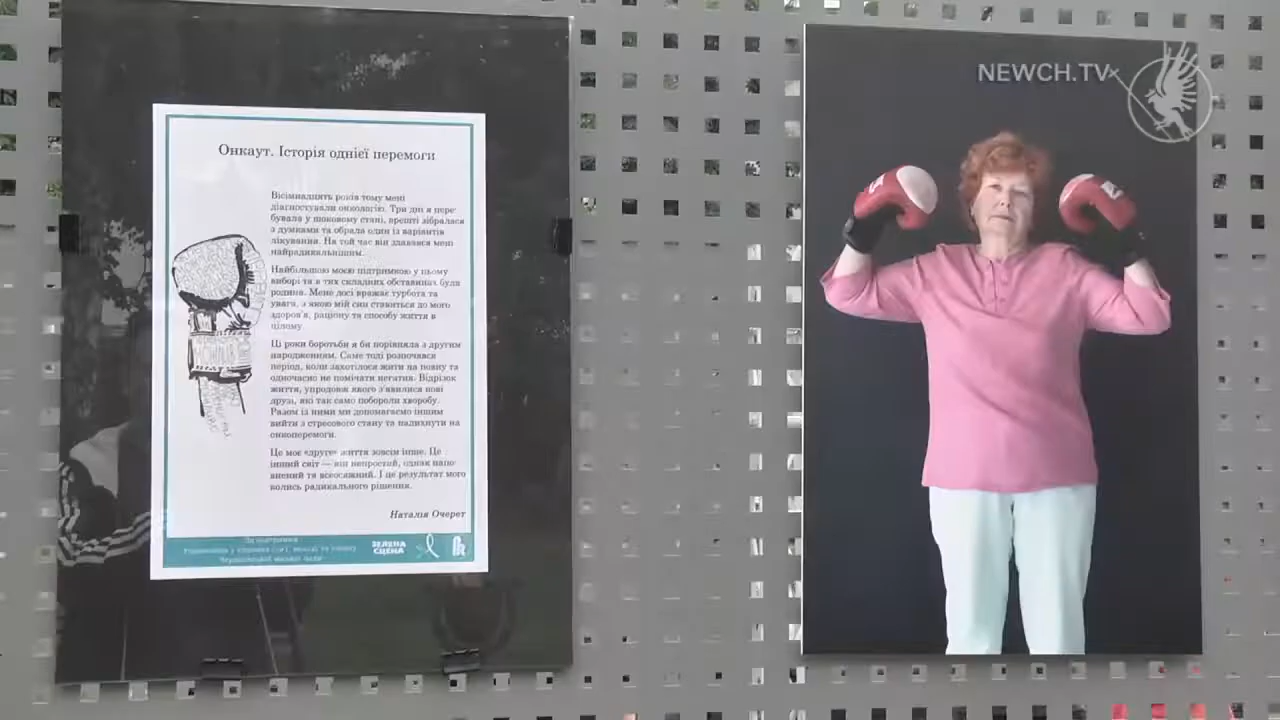 Онкаут. Історія однієї перемоги
Вісімнадцять років тому мені
діагностували онкологію. Три дні я пере-
бувала у шоковому стані, врешті зібралася
з думками та обрала один із варіантів
лікування. На той час він здавався мені
найрадикальнішим.
Найбільшою моєю підтримкою у цьому
виборі та в тих складних обставинах була
родина. Мене досі вражає турбота та
увага, з якою мій син ставиться до мого
здоров'я, раціону та способу життя в
цілому.
Ці роки боротьби я би порівняла з другим
народженням. Саме тоді розпочався
період, коли захотілося жити на повну та
одночасно не помічати негатив. Відрізок
життя, упродовж якого з'явилися нові
друзі, які так само побороли хворобу.
Разом із ними ми допомагаємо іншим
вийти з стресового стану та надихнути на
онкоперемоги.
Це моє «друге» життя зовсім інше. Це
інший світ — він непростий, однак напо-
внений та всеосяжний. І це результат мого
колись радикального рішення.
Наталія Очерет
За підтримки
ЗЕЛЕНА
СЦЕНА
NEWCH.TV